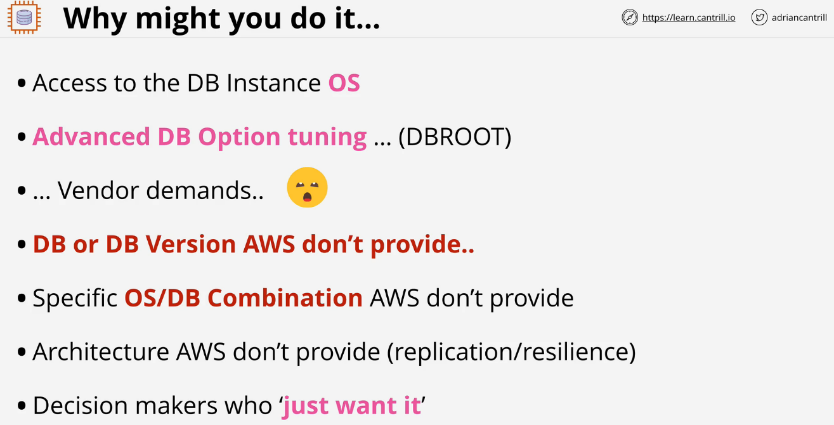 Why might you do it...
https://learn.cantrill.io
adriancantrill
• Access to the DB Instance OS
• Advanced DB Option tuning ... (DBROOT)
• ... Vendor demands..
• DB or DB Version AWS don't provide..
• Specific OS/DB Combination AWS don't provide
• Architecture AWS don't provide (replication/resilience)
• Decision makers who ‘just want it’